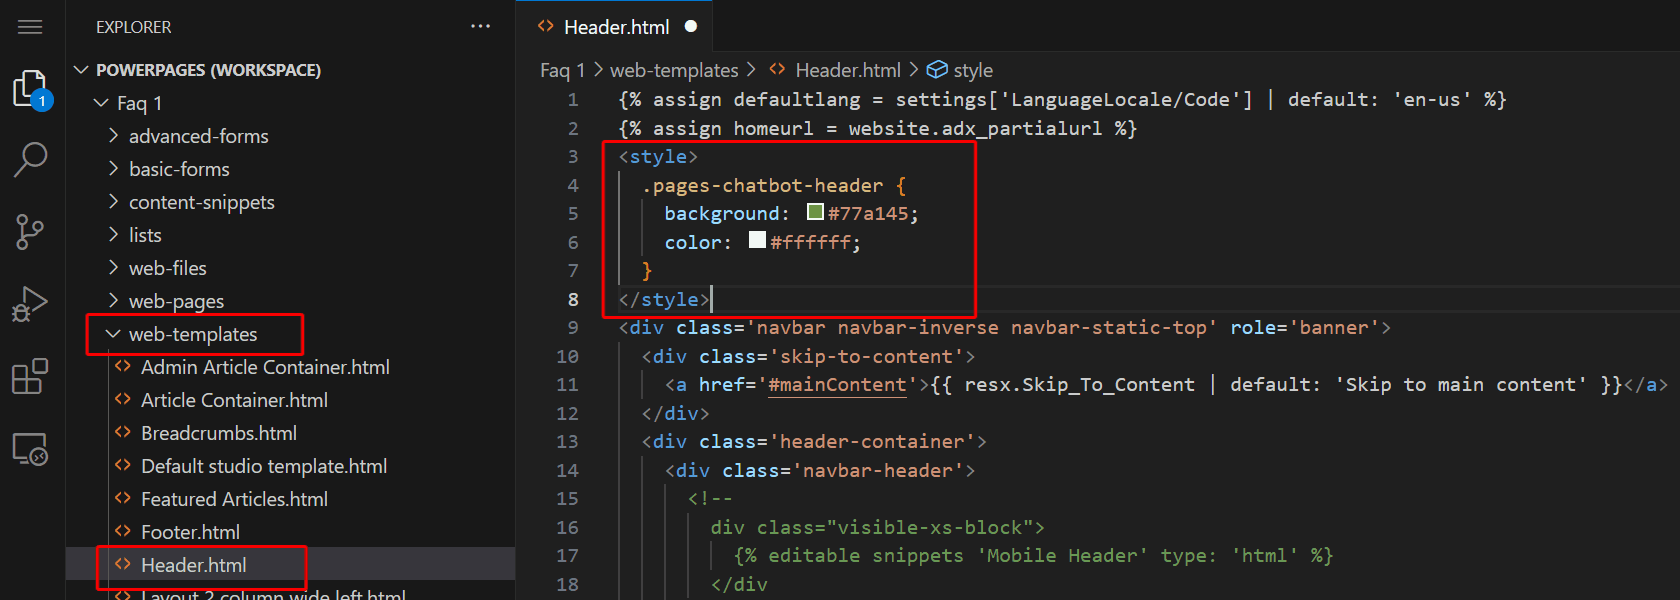 EXPLORER
···
POWERPAGES (WORKSPACE)
Faq 1
advanced-forms
basic-forms
content-snippets
lists
web-files
web-pages
web-templates
Admin Article Container.html
Article Container.html
Breadcrumbs.html
Default studio template.html
Featured Articles.html
Footer.html
Header.html
Layout 2 column wide left.html
1
Header.html
Faq 1 > web-templates > Header.html > style
1 {% assign defaultlang = settings['LanguageLocale/Code'] | default: 'en-us' %}
2 {% assign homeurl = website.adx_partialurl %}
3 <style>
4 .pages-chatbot-header {
5 background: #77a145;
6 color: #ffffff;
7 }
8 </style>
9 <div class='navbar navbar-inverse navbar-static-top' role='banner'>
10 <div class='skip-to-content'>
11 <a href='#mainContent'>{{ resx.Skip_To_Content | default: 'Skip to main content' }}</a>
12 </div>
13 <div class='header-container'>
14 <div class='navbar-header'>
15 <!--
16 div class="visible-xs-block">
17 {% editable snippets 'Mobile Header' type: 'html' %}
18 </div